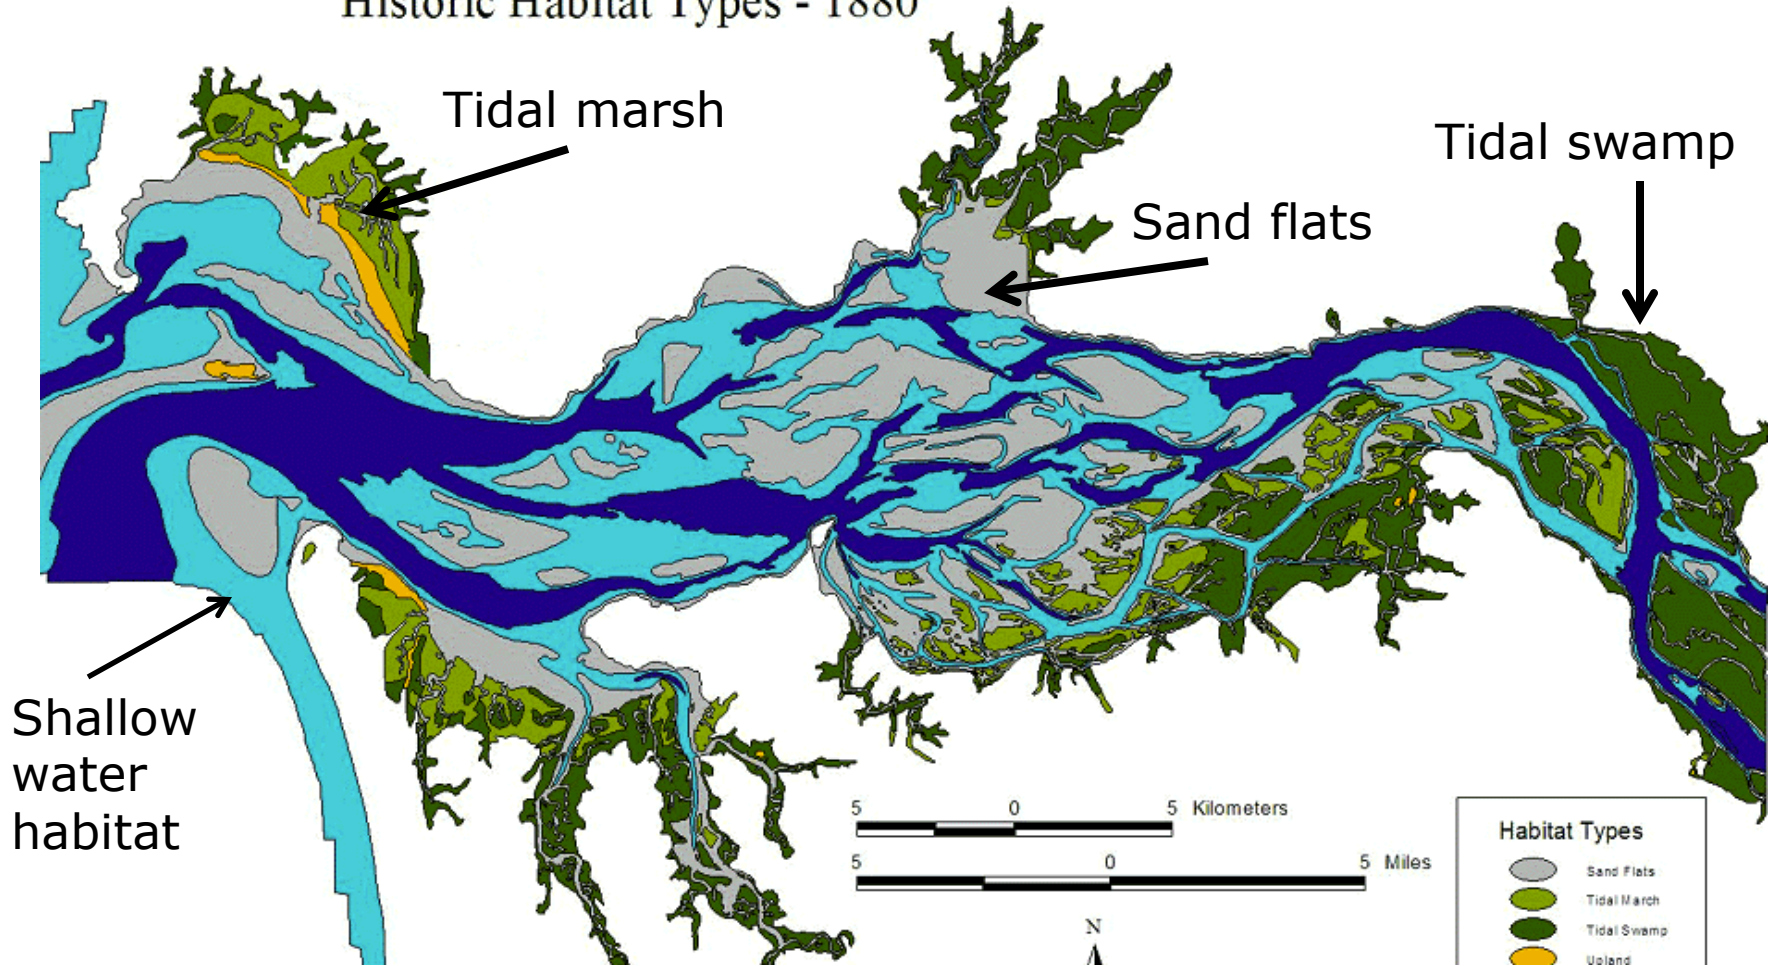 Historic Habitat Types - 1880
Tidal marsh
Tidal swamp
Sand flats
Shallow
water
habitat
5 0 5 Kilometers
5 0 5 Miles
N
Habitat Types
Sand Flats
Tidal March
Tidal Swamp
Upland